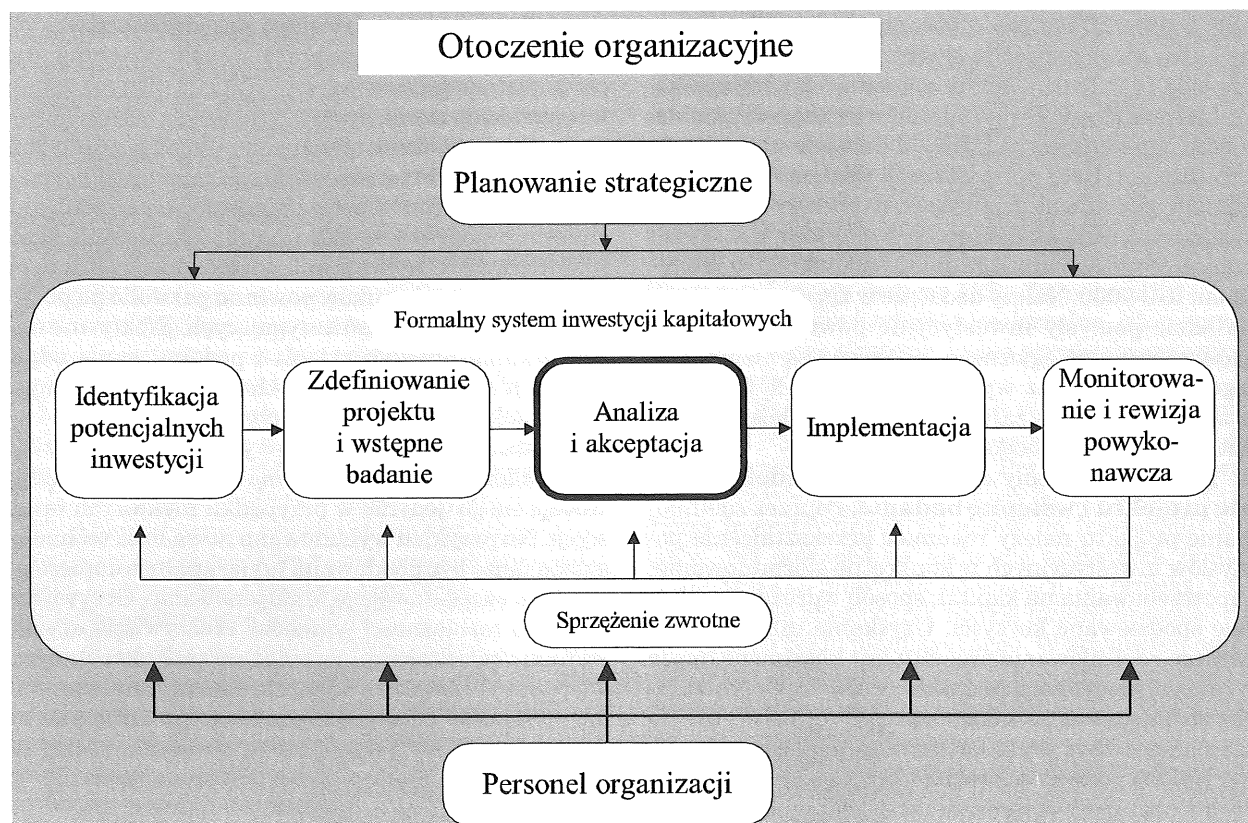 Otoczenie organizacyjne
Planowanie strategiczne
Formalny system inwestycji kapitałowych
Identyfikacja
potencjalnych
inwestycji
Zdefiniowanie
projektu
i wstępne
badanie
Analiza
i akceptacja
Implementacja
Monitorowa-
nie i rewizja
powyko-
nawcza
Sprzężenie zwrotne
Personel organizacji